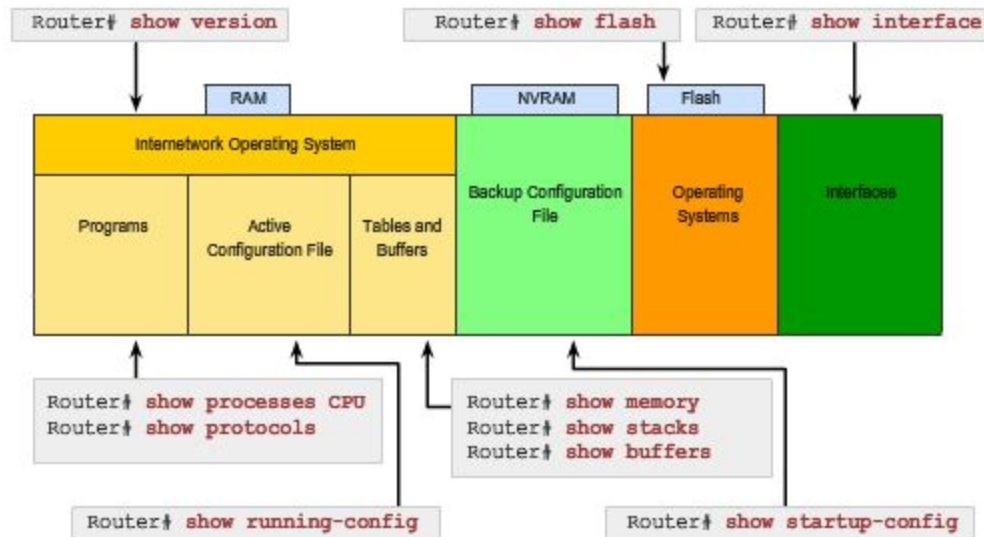 Router# show version
Router# show flash
Router# show interface
RAM
NVRAM
Flash
Internetwork Operating System
Programs
Active
Configuration File
Tables and
Buffers
Backup Configuration
File
Operating
Systems
Interfaces
Router# show processes CPU
Router# show protocols
Router# show memory
Router# show stacks
Router# show buffers
Router# show running-config
Router# show startup-config